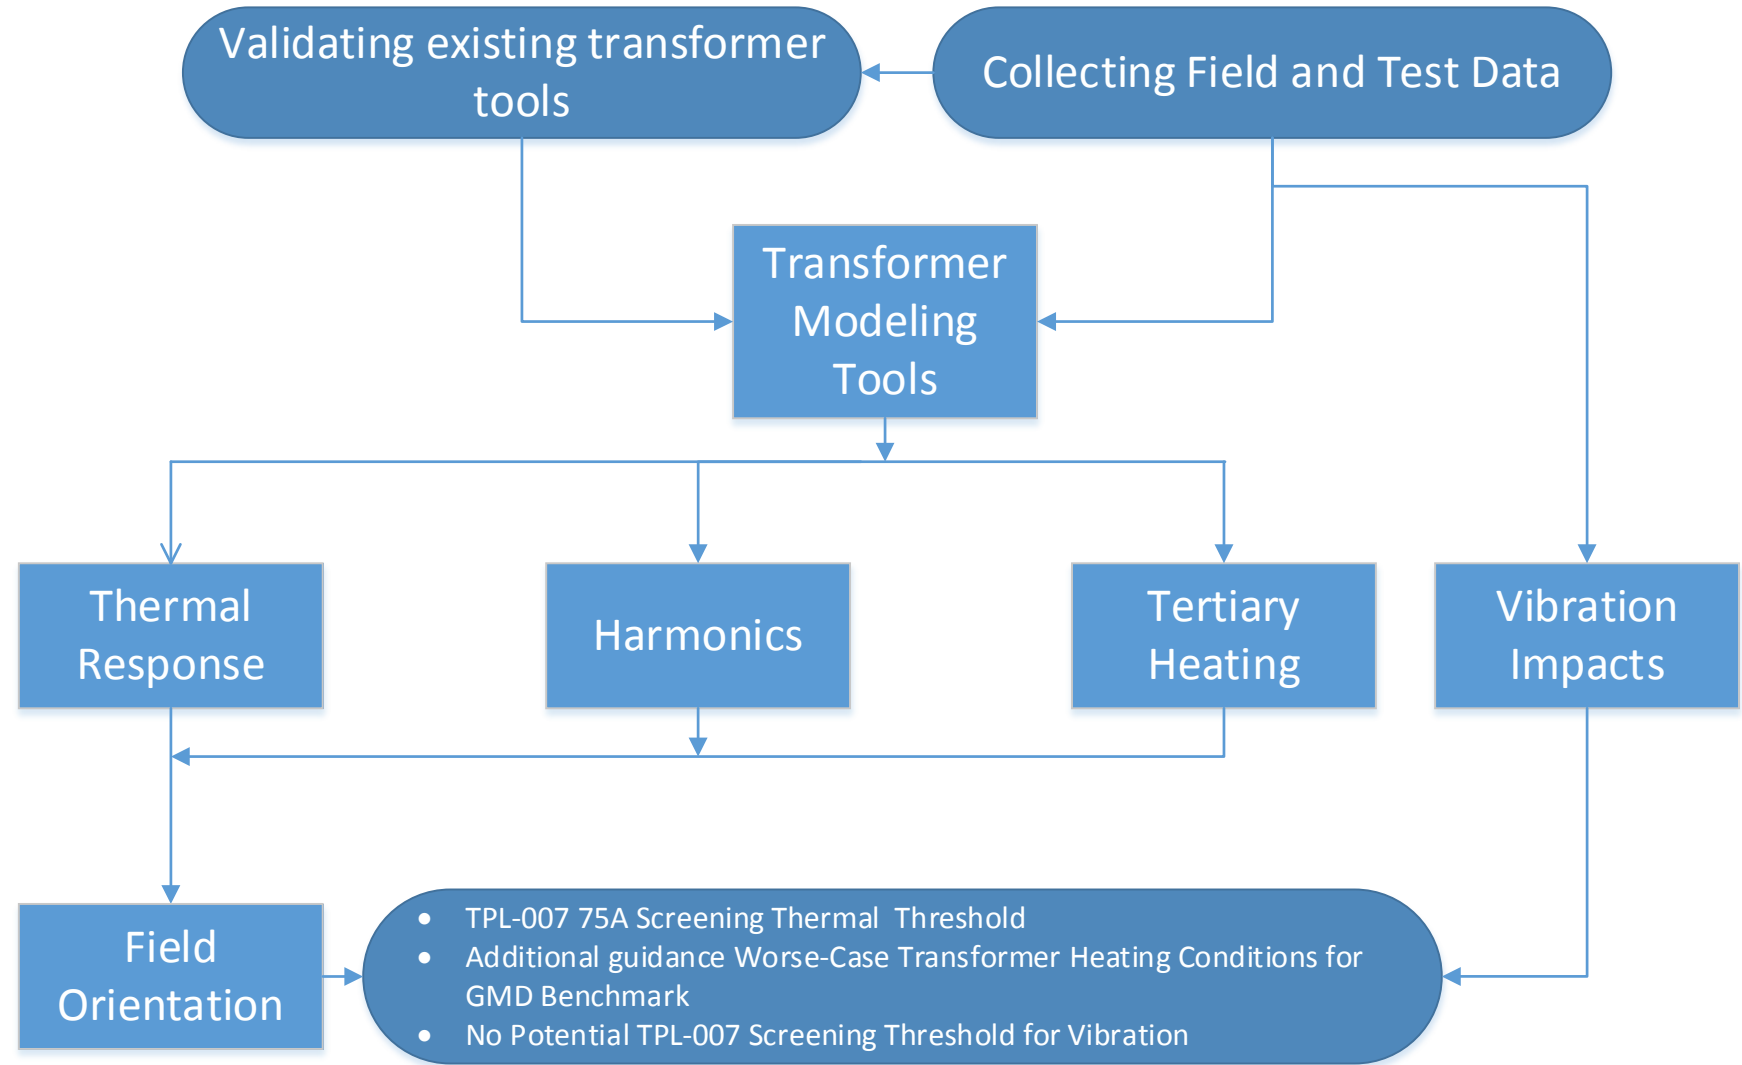 Validating existing transformer
tools
Collecting Field and Test Data
Transformer
Modeling
Tools
Thermal
Response
Harmonics
Tertiary
Heating
Vibration
Impacts
Field
Orientation
• TPL-007 75A Screening Thermal  Threshold
• Additional guidance Worse-Case Transformer Heating Conditions for
GMD Benchmark
• No Potential TPL-007 Screening Threshold for Vibration